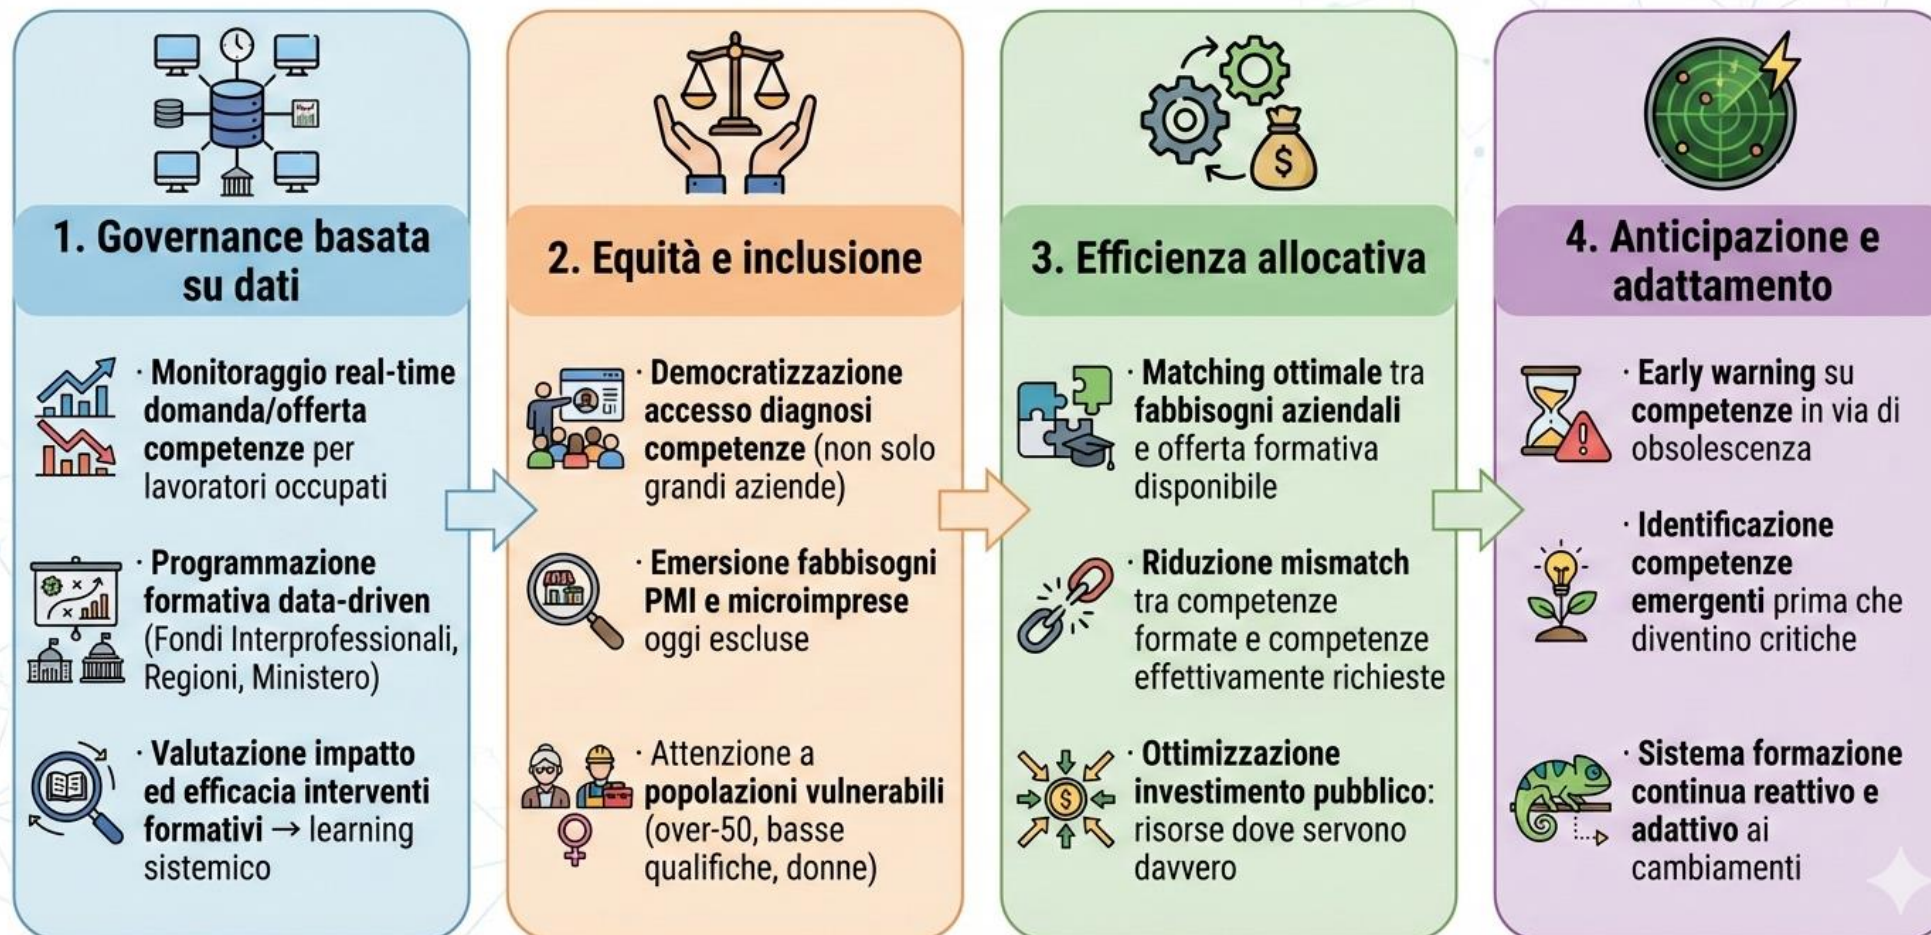 1. Governance basata
su dati
· Monitoraggio real-time
domanda/offerta
competenze per
lavoratori occupati
· Programmazione
formativa data-driven
(Fondi Interprofessionali,
Regioni, Ministero)
· Valutazione impatto
ed efficacia interventi
formativi → learning
sistemico
2. Equità e inclusione
· Democratizzazione
accesso diagnosi
competenze (non solo
grandi aziende)
· Emersione fabbisogni
PMI e microimprese
oggi escluse
· Attenzione a
popolazioni vulnerabili
(over-50, basse
qualifiche, donne)
3. Efficienza allocativa
$
· Matching ottimale tra
fabbisogni aziendali
e offerta formativa
disponibile
· Riduzione mismatch
tra competenze
formate e competenze
effettivamente richieste
$
· Ottimizzazione
investimento pubblico:
risorse dove servono
davvero
4. Anticipazione e
adattamento
· Early warning su
competenze in via di
obsolescenza
· Identificazione
competenze
emergenti prima che
diventino critiche
· Sistema formazione
continua reattivo e
adattivo ai
cambiamenti